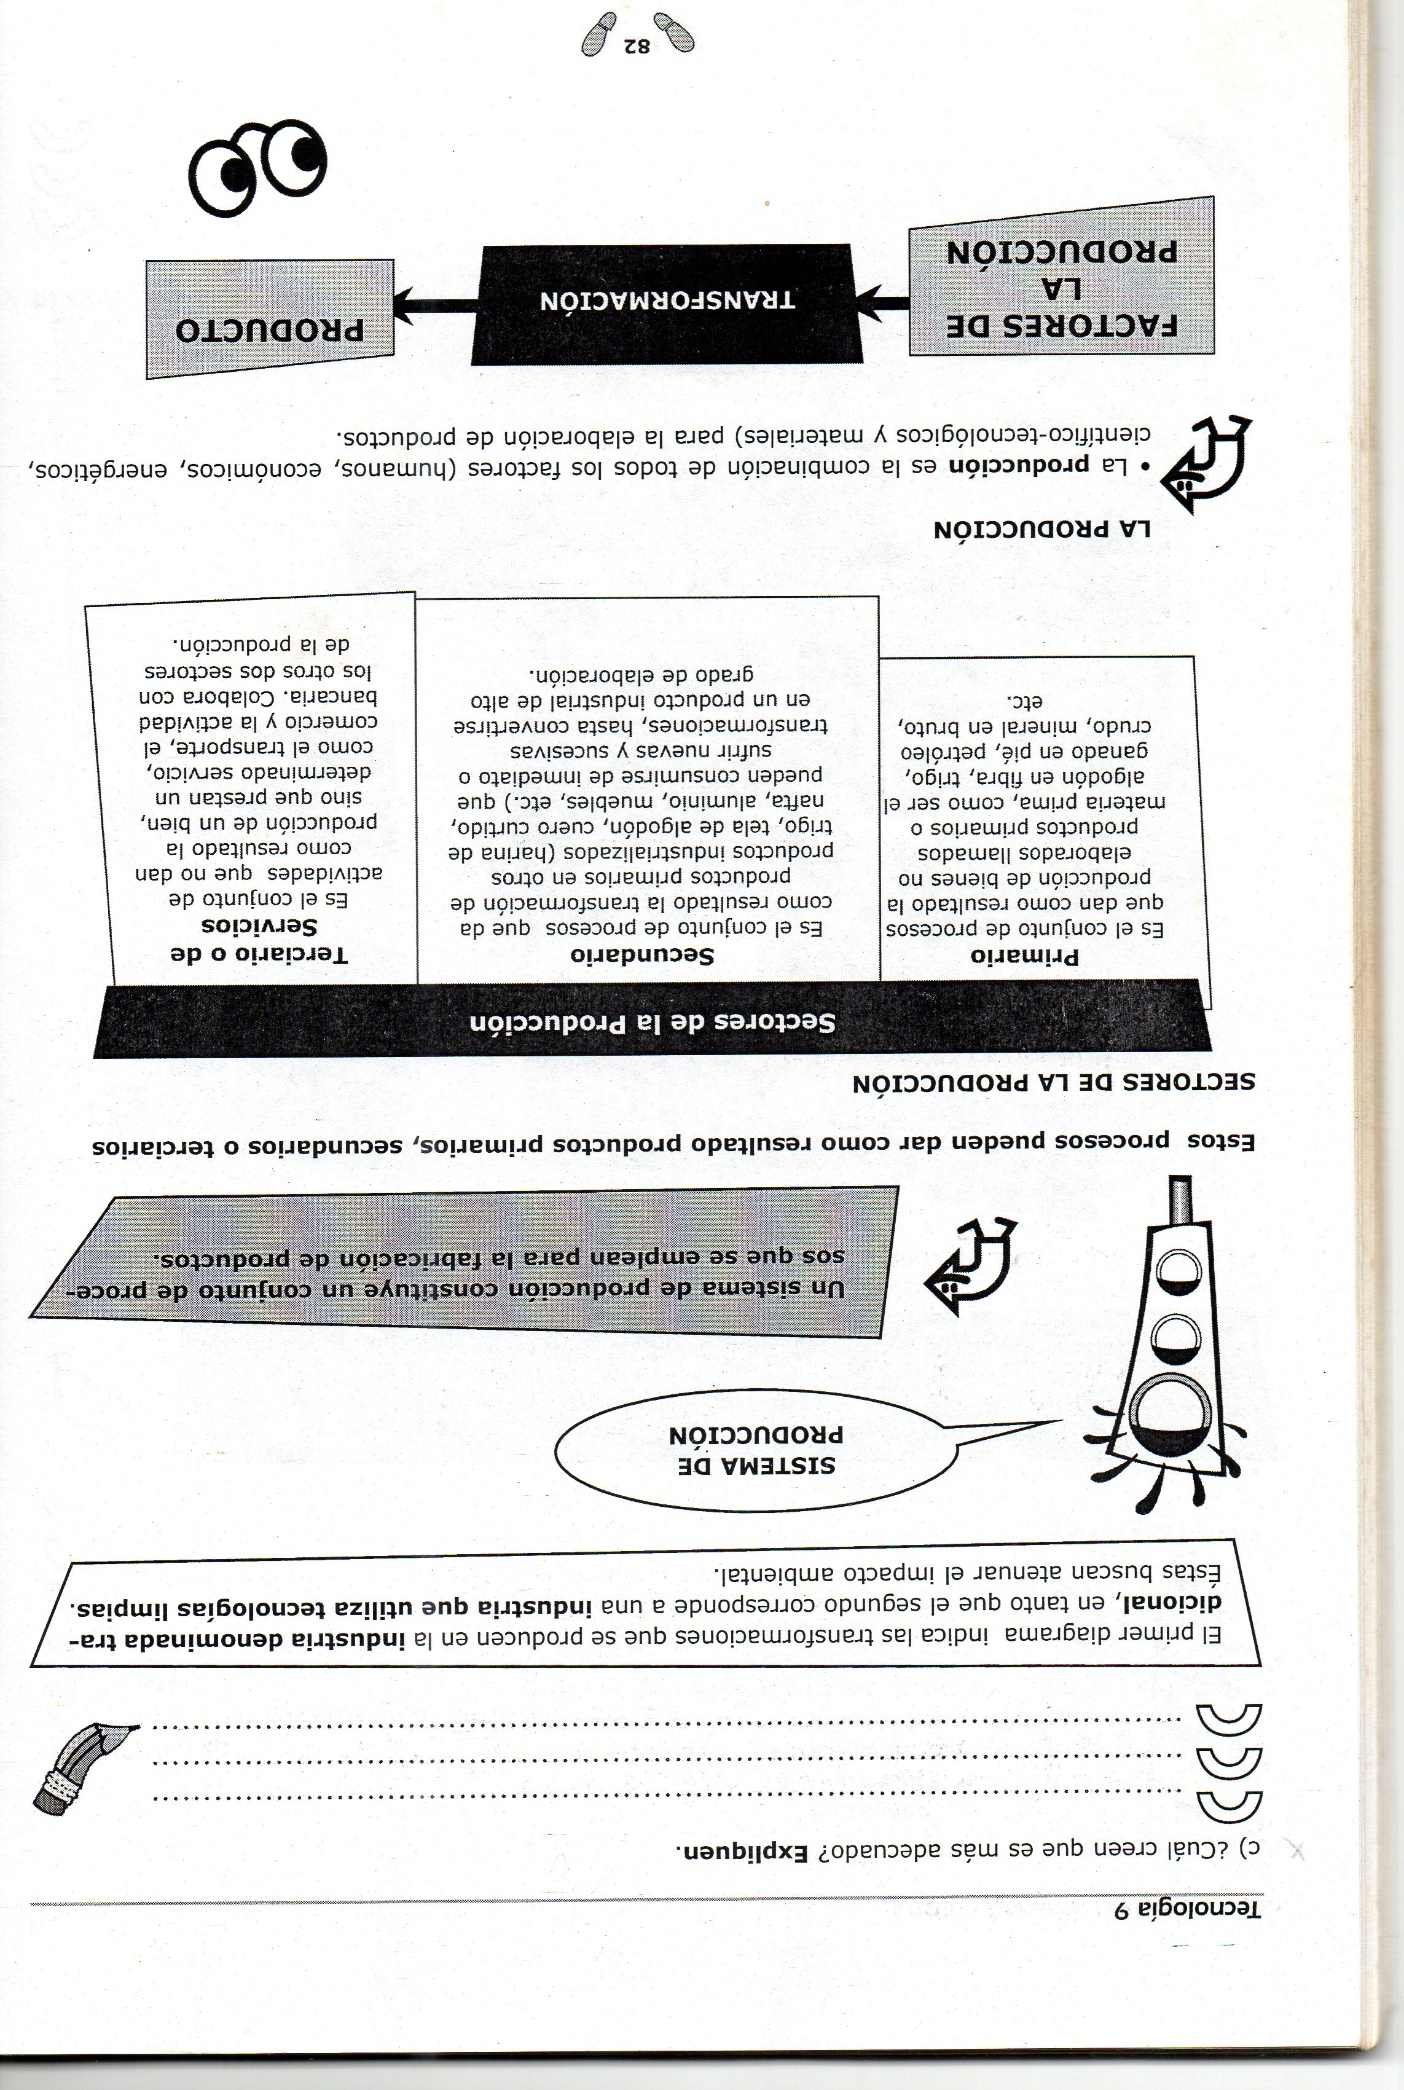 Tecnología 9
c) ¿Cuál creen que es más adecuado? Expliquen.
El primer diagrama indica las transformaciones que se producen en la industria denominada tra-
dicional, en tanto que el segundo corresponde a una industria que utiliza tecnologías limpias.
Éstas buscan atenuar el impacto ambiental.
SISTEMA DE
PRODUCCIÓN
Un sistema de producción constituye un conjunto de proce-
sos que se emplean para la fabricación de productos.
Estos procesos pueden dar como resultado productos primarios, secundarios o terciarios
SECTORES DE LA PRODUCCIÓN
Sectores de la Producción
Primario
Es el conjunto de procesos
que dan como resultado la
producción de bienes no
elaborados llamados
productos primarios o
materia prima, como ser el
algodón en fibra, trigo,
ganado en pié, petróleo
crudo, mineral en bruto,
etc.
Secundario
Es el conjunto de procesos que da
como resultado la transformación de
productos primarios en otros
productos industrializados (harina de
trigo, tela de algodón, cuero curtido,
nafta, aluminio, muebles, etc.) que
pueden consumirse de inmediato o
sufrir nuevas y sucesivas
transformaciones, hasta convertirse
en un producto industrial de alto
grado de elaboración.
Terciario o de
Servicios
Es el conjunto de
actividades que no dan
como resultado la
producción de un bien,
sino que prestan un
determinado servicio,
como el transporte, el
comercio y la actividad
bancaria. Colabora con
los otros dos sectores
de la producción.
LA PRODUCCIÓN
• La producción es la combinación de todos los factores (humanos, económicos, energéticos,
científico-tecnológicos y materiales) para la elaboración de productos.
FACTORES DE
LA
PRODUCCIÓN
TRANSFORMACIÓN
PRODUCTO
82